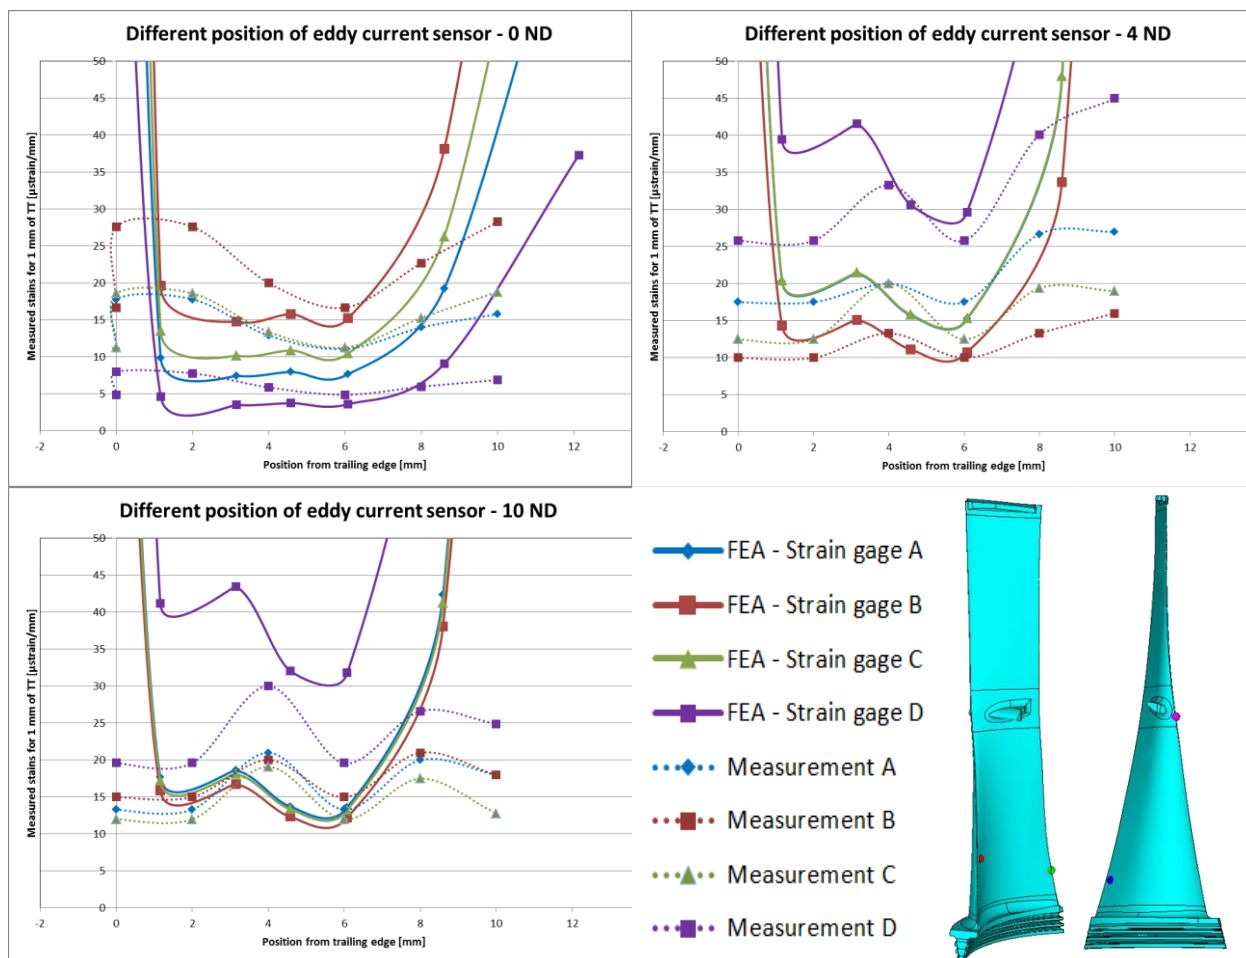 Different position of eddy current sensor - 0 ND
Measured stains for 1 mm of TT [µstrain/mm]
50
45
40
35
30
25
20
15
10
5
0
-2 0 2 4 6 8 10 12
Position from trailing edge [mm]
Different position of eddy current sensor - 4 ND
Measured stains for 1 mm of TT [µstrain/mm]
50
45
40
35
30
25
20
15
10
5
0
-2 0 2 4 6 8 10 12
Position from trailing edge [mm]
Different position of eddy current sensor - 10 ND
Measured stains for 1 mm of TT [µstrain/mm]
50
45
40
35
30
25
20
15
10
5
0
-2 0 2 4 6 8 10 12
Position from trailing edge [mm]
FEA - Strain gage A
FEA - Strain gage B
FEA - Strain gage C
FEA - Strain gage D
Measurement A
Measurement B
Measurement C
Measurement D